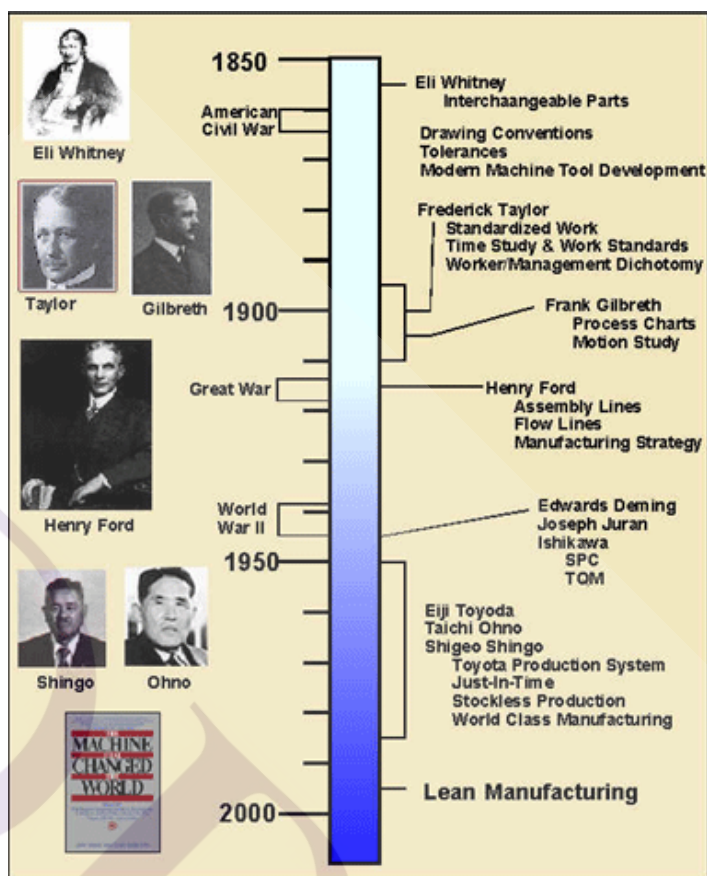 1850
Eli Whitney
Interchaangeable Parts
American
Civil War
Eli Whitney
Drawing Conventions
Tolerances
Modern Machine Tool Development
Frederick Taylor
Standardized Work
Time Study & Work Standards
Worker/Management Dichotomy
Taylor
Gilbreth
1900
Frank Gilbreth
Process Charts
Motion Study
Great War
Henry Ford
Assembly Lines
Flow Lines
Manufacturing Strategy
Henry Ford
World
War II
Edwards Deming
Joseph Juran
Ishikawa
SPC
TQM
1950
Eiji Toyoda
Taichi Ohno
Shigeo Shingo
Toyota Production System
Just-In-Time
Stockless Production
World Class Manufacturing
Shingo
Ohno
MACHINE
CHANGED
WORLD
Lean Manufacturing
2000